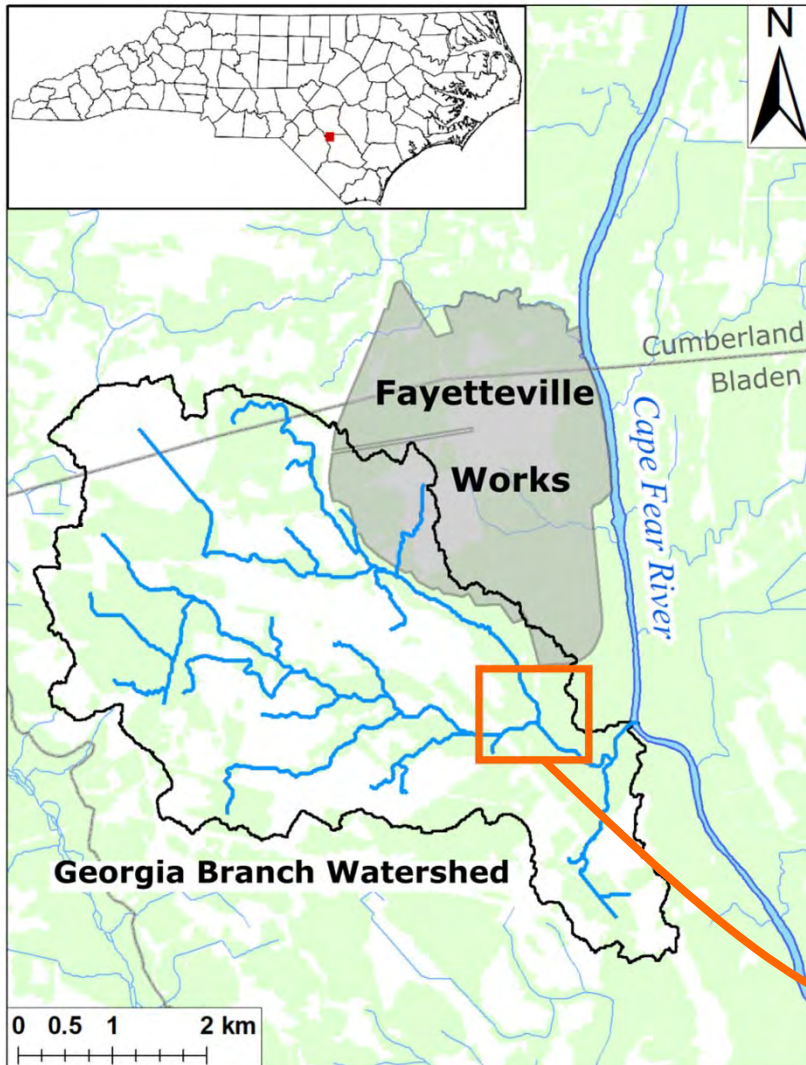 N
Cumberland
Bladen
Fayetteville
Works
Cape Fear River
Georgia Branch Watershed
0 0.5 1 2 km